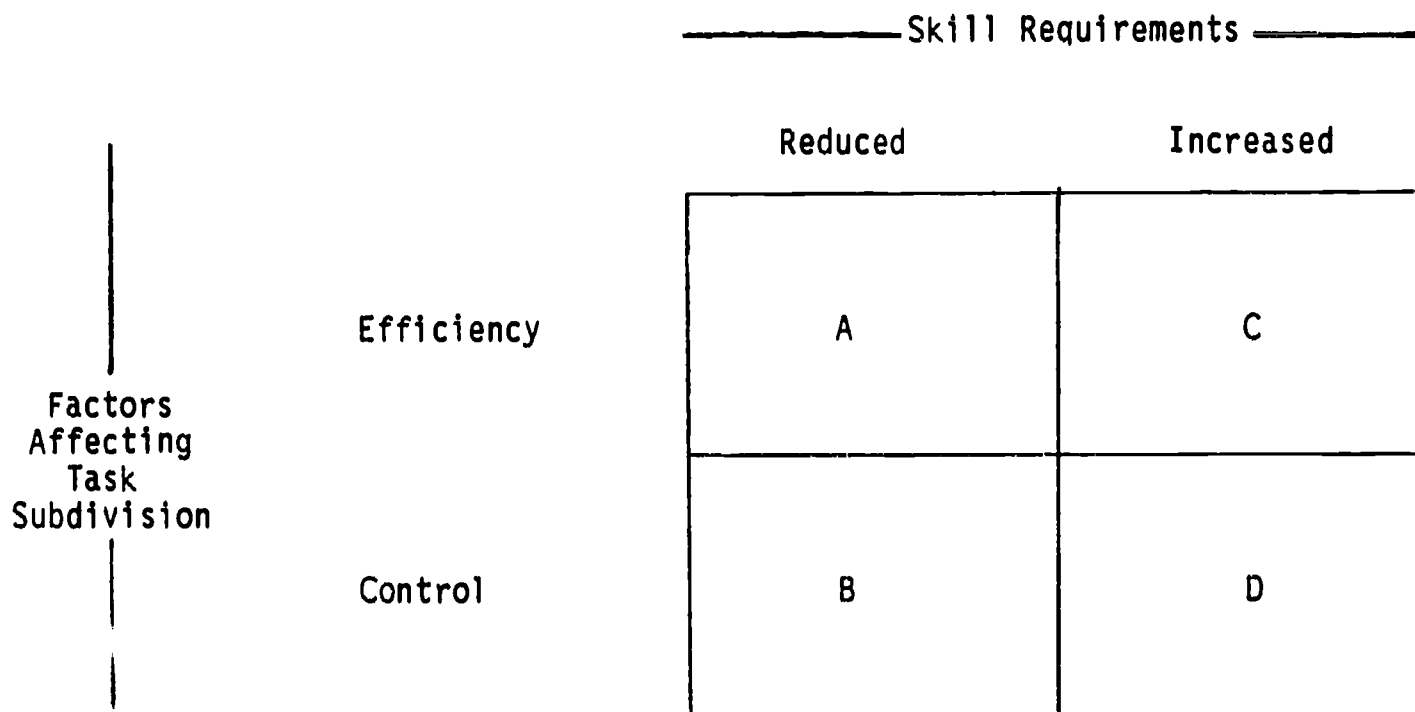 Skill Requirements
Reduced Increased
Efficiency A C
Factors
Affecting
Task
Subdivision
Control B D